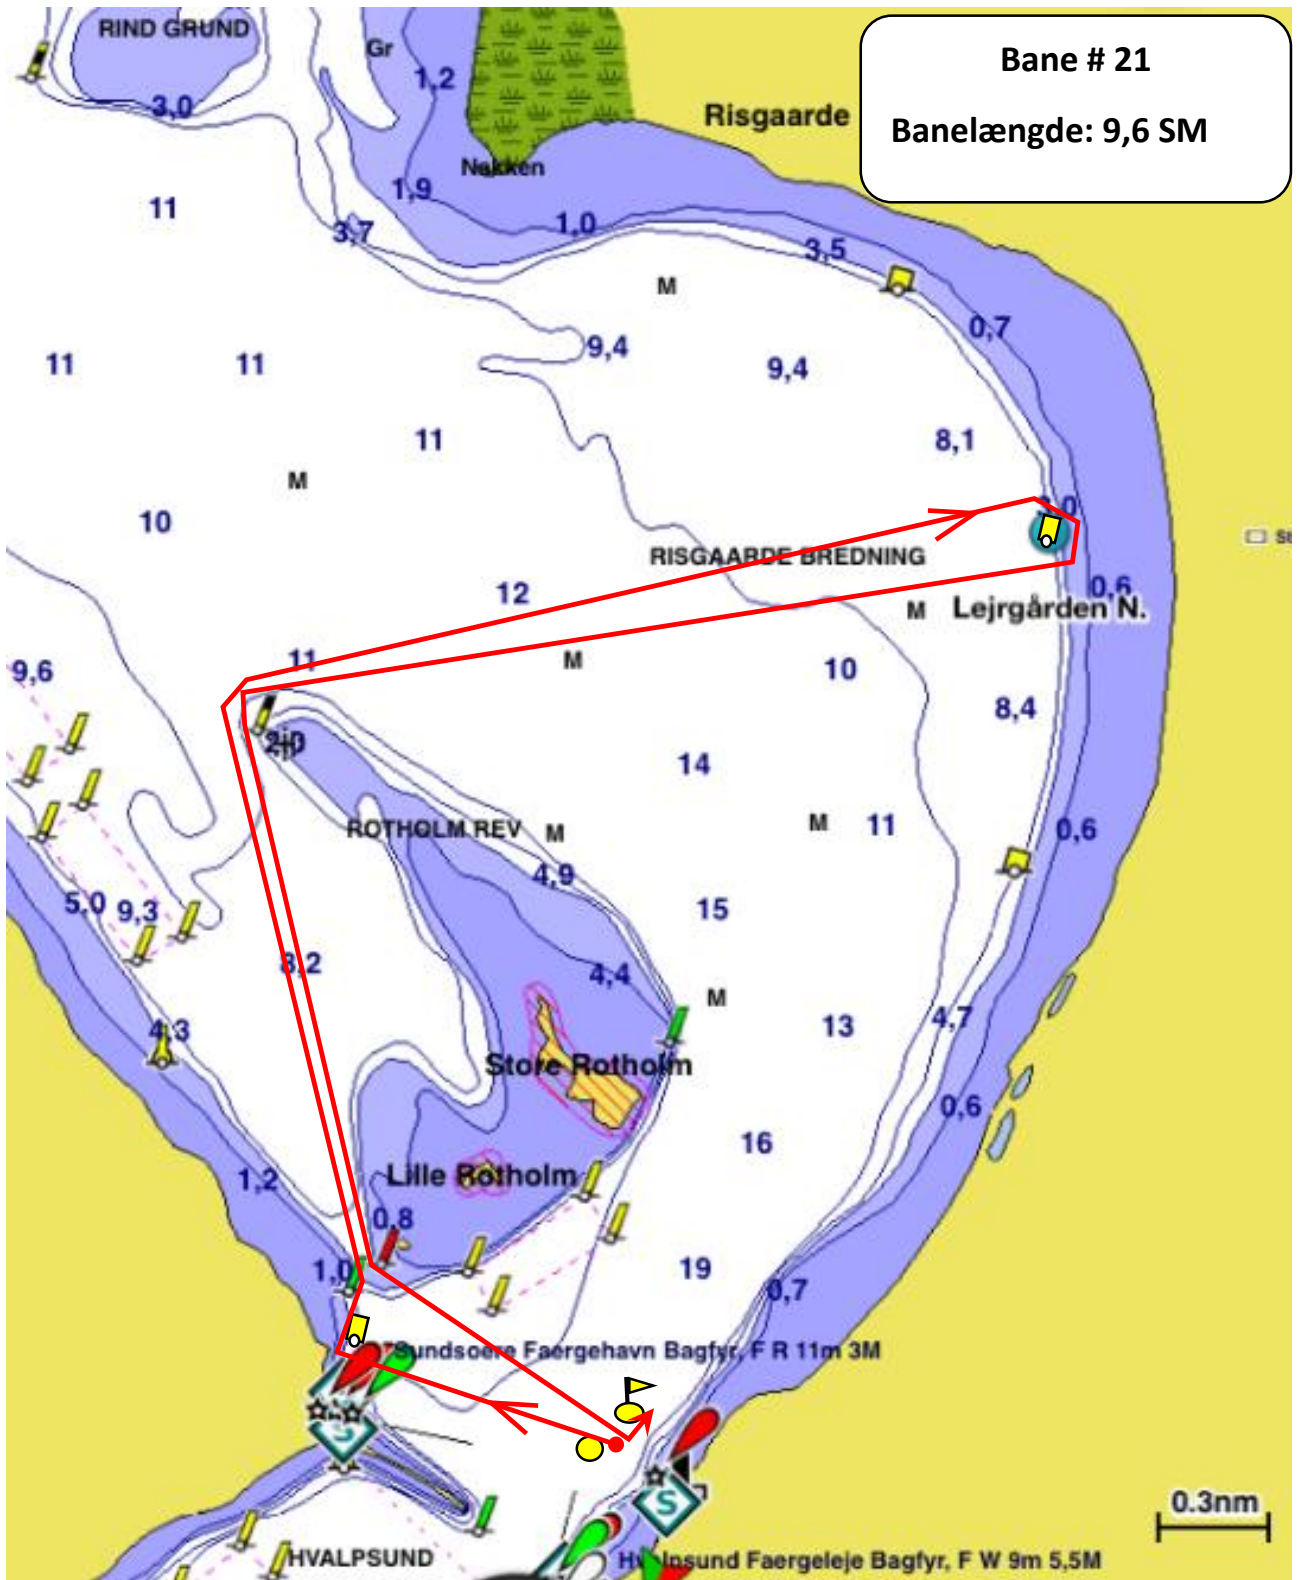 RIND GRUND
Gr
Bane # 21
Banelængde: 9,6 SM
1,2
3,0
Risgaarde
Nakken
1,9
11
1,0
3,7
3,5
M
0,7
9,4
11
11
9,4
11
8,1
M
10
RISGAARDE BREDNING
12
0,6
M
Lejrgården N.
11
M
9,6
10
8,4
2,0
14
ROTHOLM REV
M
M
11
0,6
4,9
5,0
9,3
15
8,2
4,4
M
13
4,7
4,3
Store Rotholm
0,6
16
Lille Rotholm
1,2
0,8
1,0
19
0,7
Sundsoere Faergehavn Bagfyr, F R 11m 3M
S
S
0.3nm
HVALPSUND
Hvalpsund Faergeleje Bagfyr, F W 9m 5,5M